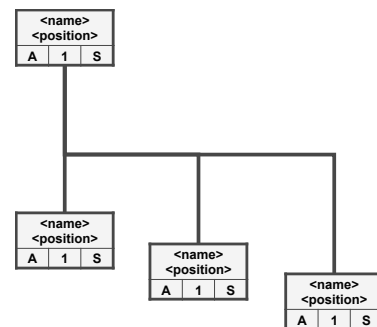 <name>
<position>
A 1 S
<name>
<position>
A 1 S
<name>
<position>
A 1 S
<name>
<position>
A 1 S